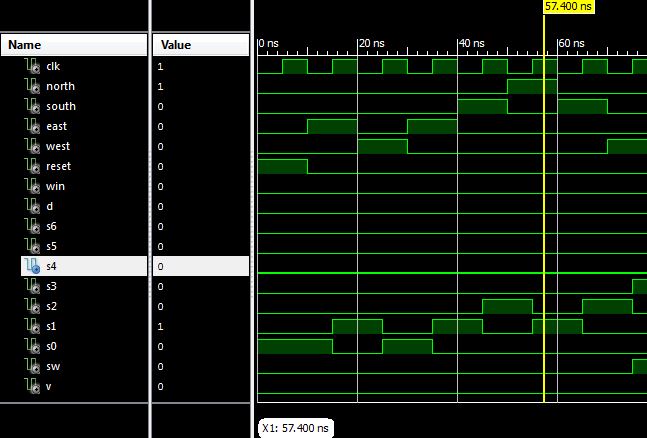 57.400 ns
Name Value
0 ns 20 ns 40 ns 60 ns
clk 1
north 1
south 0
east 0
west 0
reset 0
win 0
d 0
s6 0
s5 0
s4 0
s3 0
s2 0
s1 1
s0 0
sw 0
v 0
X1: 57.400 ns